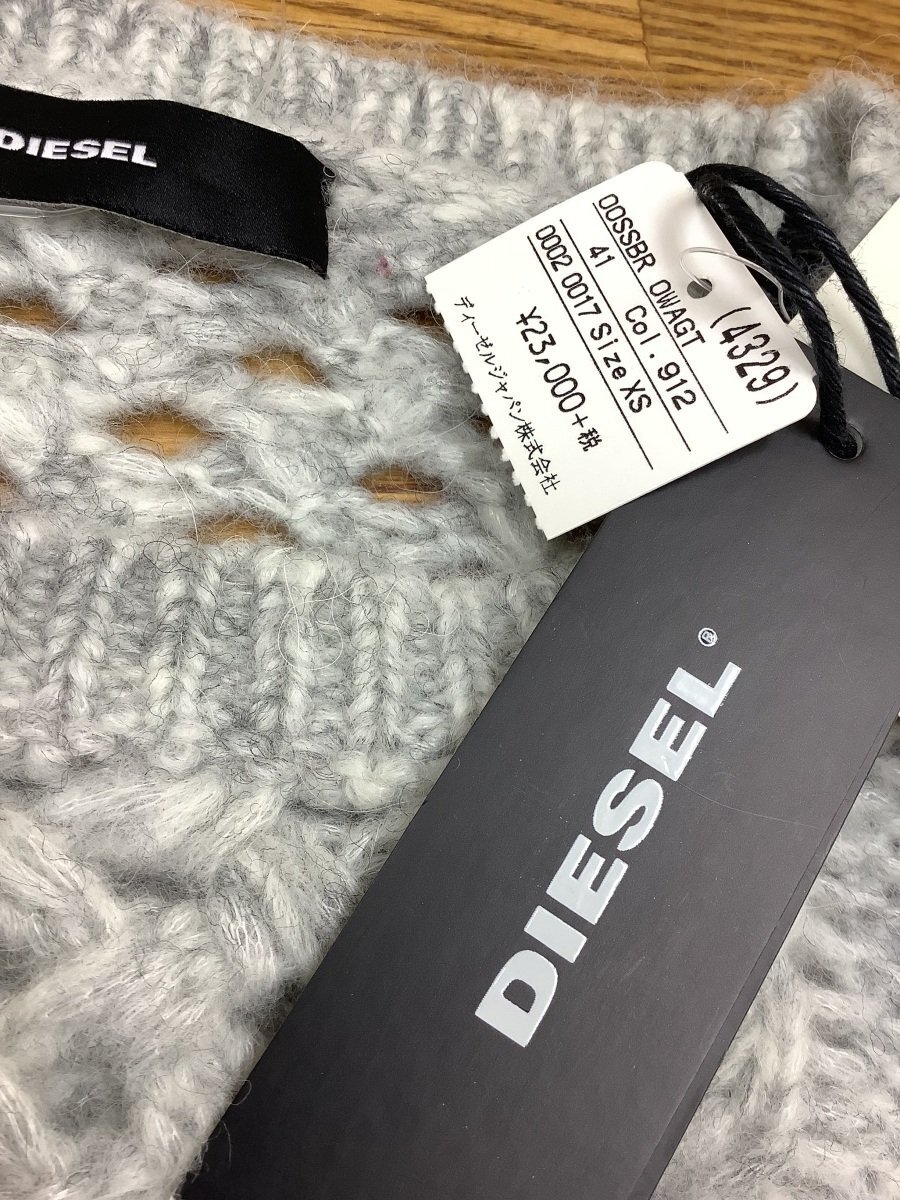 DIESEL
(4329)
00SSBR 0WAGT
41 Col.912
0002 0017 Size XS
¥23,000+税
ディーゼルジャパン株式会社
DIESEL®